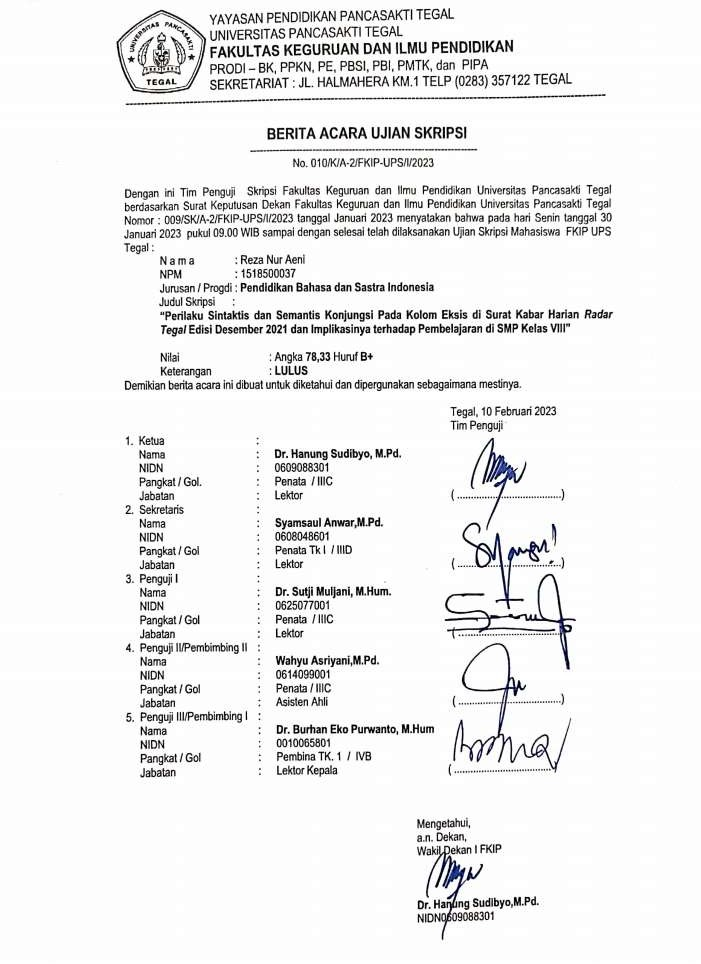 UNIVERSITAS PANCASAKTI
TEGAL
YAYASAN PENDIDIKAN PANCASAKTI TEGAL
UNIVERSITAS PANCASAKTI TEGAL
FAKULTAS KEGURUAN DAN ILMU PENDIDIKAN
PRODI – BK, PPKN, PE, PBSI, PBI, PMTK, dan PIPA
SEKRETARIAT : JL. HALMAHERA KM.1 TELP (0283) 357122 TEGAL
BERITA ACARA UJIAN SKRIPSI
No. 010/K/A-2/FKIP-UPS/I/2023
Dengan ini Tim Penguji Skripsi Fakultas Keguruan dan Ilmu Pendidikan Universitas Pancasakti Tegal
berdasarkan Surat Keputusan Dekan Fakultas Keguruan dan Ilmu Pendidikan Universitas Pancasakti Tegal
Nomor : 009/SK/A-2/FKIP-UPS/I/2023 tanggal Januari 2023 menyatakan bahwa pada hari Senin tanggal 30
Januari 2023 pukul 09.00 WIB sampai dengan selesai telah dilaksanakan Ujian Skripsi Mahasiswa FKIP UPS
Tegal :
N a m a : Reza Nur Aeni
NPM : 1518500037
Jurusan / Progdi : Pendidikan Bahasa dan Sastra Indonesia
Judul Skripsi :
“Perilaku Sintaktis dan Semantis Konjungsi Pada Kolom Eksis di Surat Kabar Harian Radar
Tegal Edisi Desember 2021 dan Implikasinya terhadap Pembelajaran di SMP Kelas VIII”
Nilai : Angka 78,33 Huruf B+
Keterangan : LULUS
Demikian berita acara ini dibuat untuk diketahui dan dipergunakan sebagaimana mestinya.
Tegal, 10 Februari 2023
Tim Penguji
1. Ketua :
Nama : Dr. Hanung Sudibyo, M.Pd.
NIDN : 0609088301
Pangkat / Gol. : Penata / IIIC
Jabatan : Lektor
(....................................)
2. Sekretaris :
Nama : Syamsaul Anwar,M.Pd.
NIDN : 0608048601
Pangkat / Gol : Penata Tk I / IIID
Jabatan : Lektor
(....................................)
3. Penguji I :
Nama : Dr. Sutji Muljani, M.Hum.
NIDN : 0625077001
Pangkat / Gol : Penata / IIIC
Jabatan : Lektor
(....................................)
4. Penguji II/Pembimbing II :
Nama : Wahyu Asriyani,M.Pd.
NIDN : 0614099001
Pangkat / Gol : Penata / IIIC
Jabatan : Asisten Ahli
(....................................)
5. Penguji III/Pembimbing I :
Nama : Dr. Burhan Eko Purwanto, M.Hum
NIDN : 0010065801
Pangkat / Gol : Pembina TK. 1 / IVB
Jabatan : Lektor Kepala
(....................................)
Mengetahui,
a.n. Dekan,
Wakil Dekan I FKIP
Dr. Hanung Sudibyo,M.Pd.
NIDN0609088301